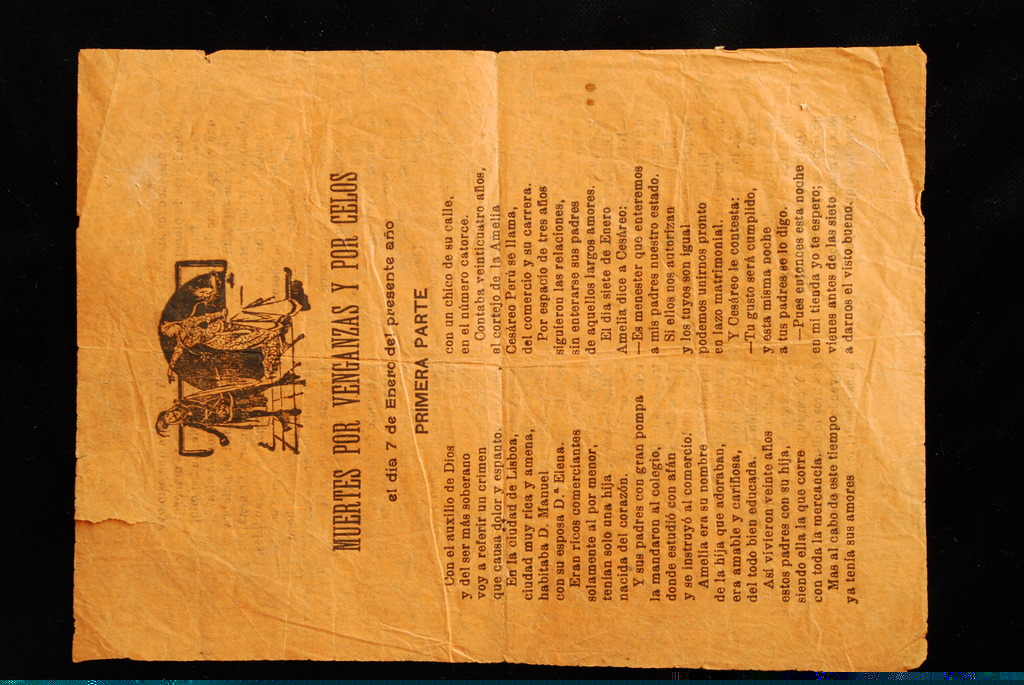 MUERTES POR VENGANZAS Y POR CELOS
el dia 7 de Enero del presente año
PRIMERA PARTE
Con el auxilio de Dios
y del ser más soberano
voy a referir un crimen
que causa dolor y espanto.
En la ciudad de Lisboa,
ciudad muy rica y amena,
habitaba D. Manuel
con su esposa D.ª Elena.
Eran ricos comerciantes
solamente al por menor,
tenían solo una hija
nacida del corazón.
Y sus padres con gran pompa
la mandaron al colegio,
donde estudió con afán
y se instruyó al comercio.
Amelia era su nombre
de la hija que adoraban,
era amable y cariñosa,
del todo bien educada.
Así vivieron veinte años
estos padres con su hija,
siendo ella la que corre
con toda la mercancía.
Mas al cabo de este tiempo
ya tenía sus amores
con un chico de su calle,
en el número catorce.
Contaba veinticuatro años,
el cortejo de la Amelia
Cesáreo Perú se llama,
del comercio y su carrera.
Por espacio de tres años
siguieron las relaciones,
sin enterarse sus padres
de aquellos largos amores.
El día siete de Enero
Amelia dice a Cesáreo:
—Es menester que enteremos
a mis padres nuestro estado.
Si ellos nos autorizan
y los tuyos son igual
podemos unirnos pronto
en lazo matrimonial.
Y Cesáreo le contesta:
—Tu gusto será cumplido,
y esta misma noche
a tus padres se lo digo.
—Pues entonces esta noche
en mi tienda yo te espero;
vienes antes de las siete
a darnos el visto bueno.